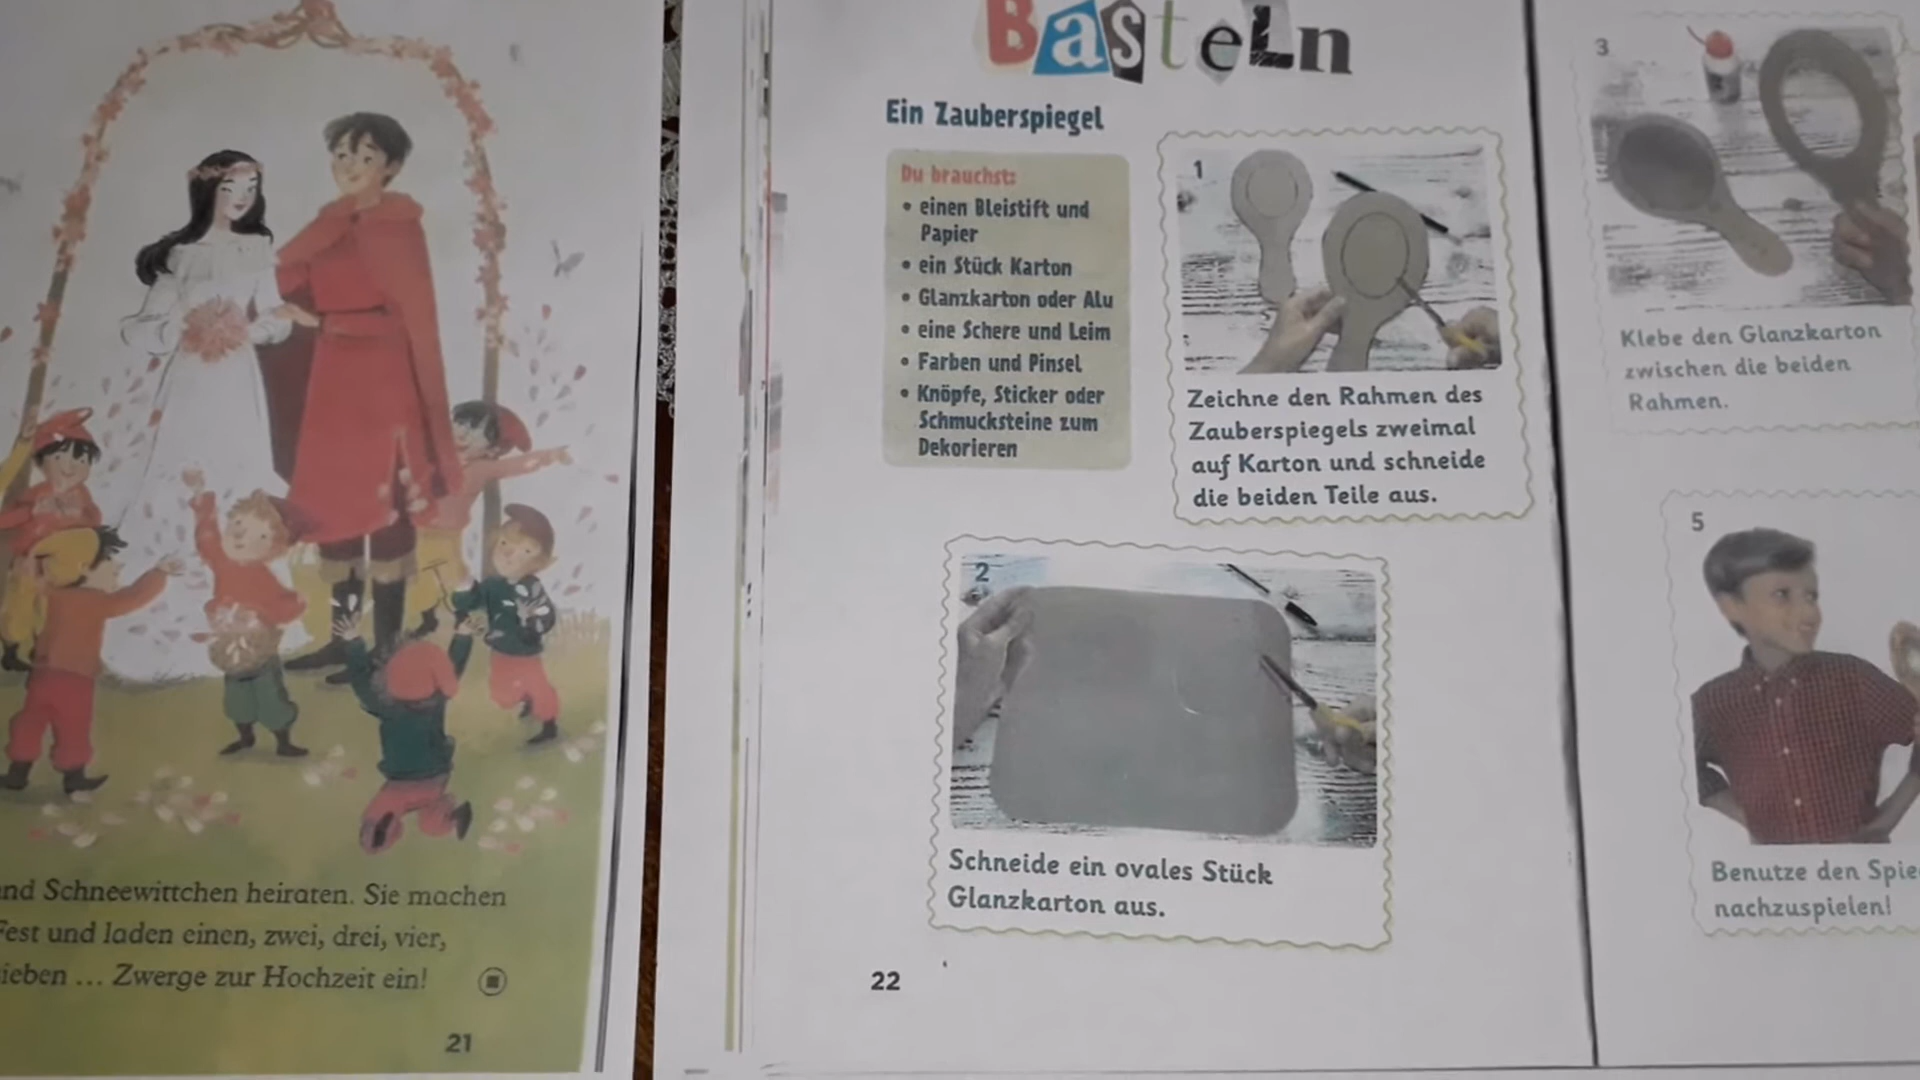 nd Schneewittchen heiraten. Sie machen
Fest und laden einen, zwei, drei, vier,
ieben ... Zwerge zur Hochzeit ein!
21
Basteln
Ein Zauberspiegel
Du brauchst:
• einen Bleistift und
Papier
• ein Stück Karton
• Glanzkarton oder Alu
• eine Schere und Leim
• Farben und Pinsel
• Knöpfe, Sticker oder
Schmucksteine zum
Dekorieren
1
Zeichne den Rahmen des
Zauberspiegels zweimal
auf Karton und schneide
die beiden Teile aus.
2
Schneide ein ovales Stück
Glanzkarton aus.
22
3
Klebe den Glanzkarton
zwischen die beiden
Rahmen.
5
Benutze den Spie
nachzuspielen!